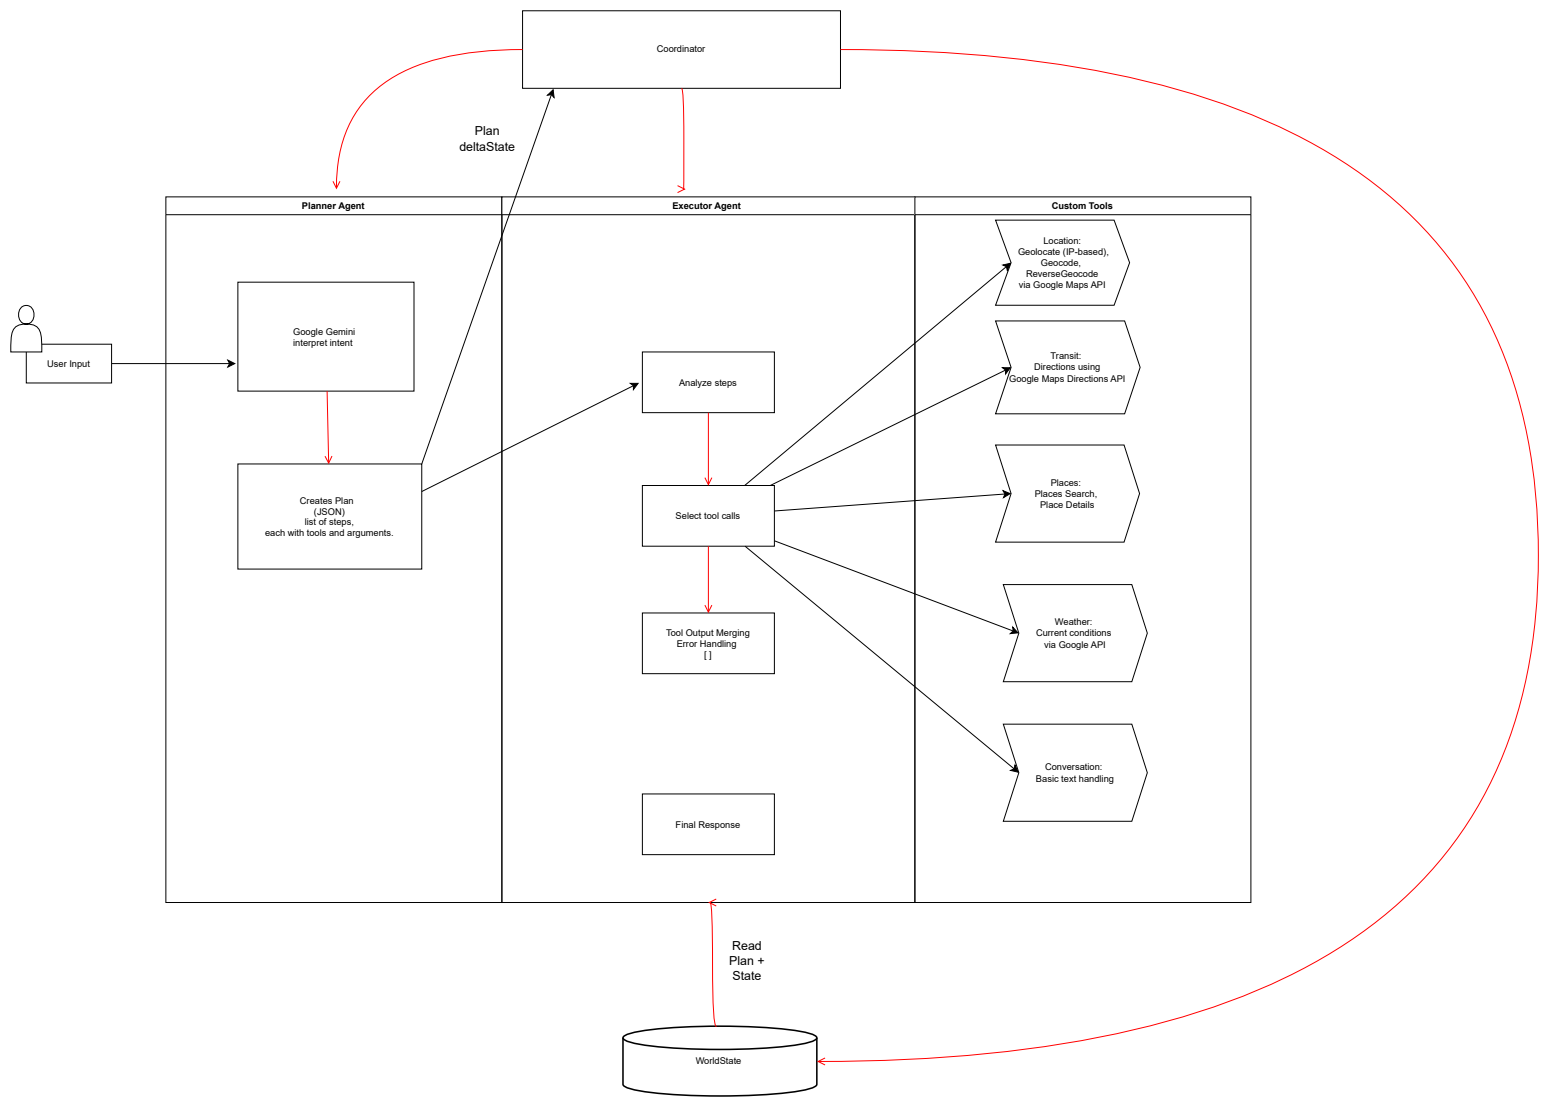 Coordinator
Plan
deltaState
Planner Agent
Executor Agent
Custom Tools
Location:
Geolocate (IP-based),
Geocode,
ReverseGeocode
via Google Maps API
Google Gemini
interpret intent
User Input
Transit:
Directions using
Google Maps Directions API
Analyze steps
Creates Plan
(JSON)
list of steps,
each with tools and arguments.
Places:
Places Search,
Place Details
Select tool calls
Tool Output Merging
Error Handling
[ ]
Weather:
Current conditions
via Google API
Conversation:
Basic text handling
Final Response
Read
Plan +
State
WorldState